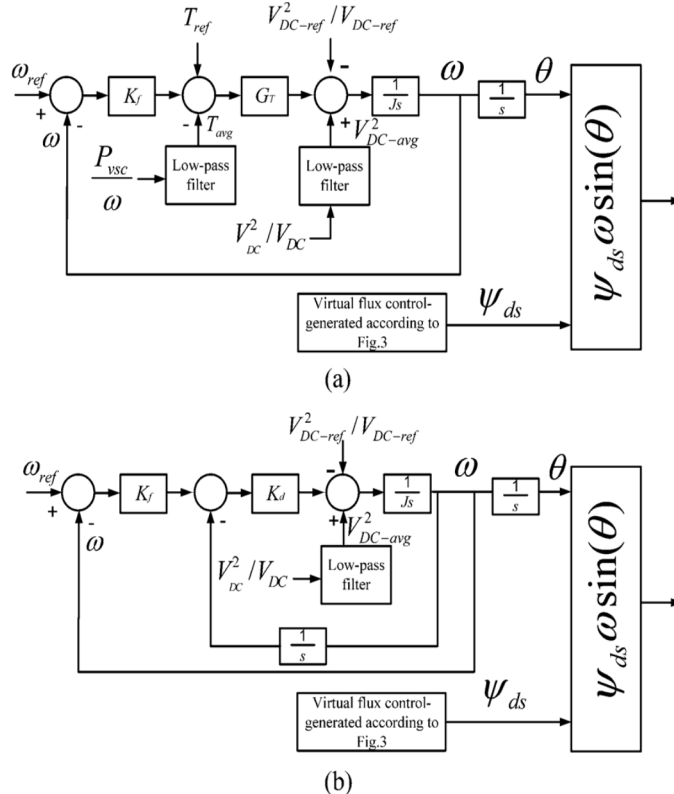 T_ref
V²_DC-ref / V_DC-ref
ω_ref
+
-
ω
K_f
-
T_avg
G_T
-
+
V²_DC-avg
1/Js
ω
1/s
θ
P_vsc/ω
Low-pass filter
Low-pass filter
V²_DC / V_DC
Virtual flux control-
generated according to
Fig.3
ψ_ds
ψ_ds ω sin(θ)
(a)
V²_DC-ref / V_DC-ref
ω_ref
+
-
ω
K_f
-
K_d
-
+
V²_DC-avg
1/Js
ω
1/s
θ
V²_DC / V_DC
Low-pass
filter
1/s
Virtual flux control-
generated according to
Fig.3
ψ_ds
ψ_ds ω sin(θ)
(b)